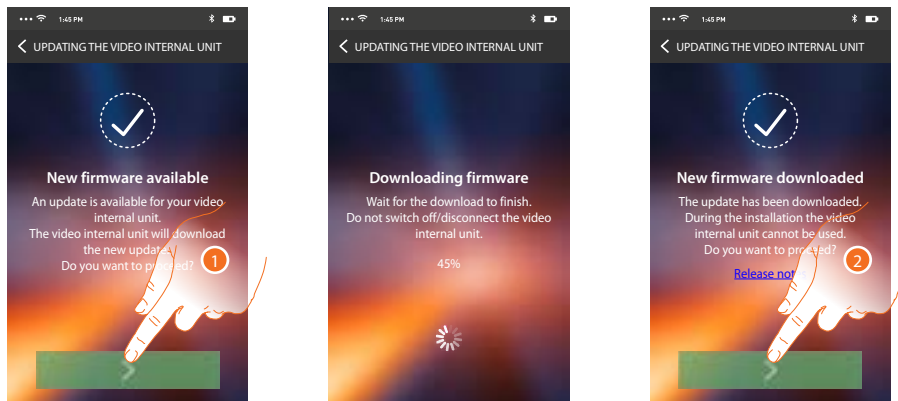 1:45 PM
UPDATING THE VIDEO INTERNAL UNIT
New firmware available
An update is available for your video
internal unit.
The video internal unit will download
the new update.
Do you want to proceed?
1
1:45 PM
UPDATING THE VIDEO INTERNAL UNIT
Downloading firmware
Wait for the download to finish.
Do not switch off/disconnect the video
internal unit.
45%
1:45 PM
UPDATING THE VIDEO INTERNAL UNIT
New firmware downloaded
The update has been downloaded.
During the installation the video
internal unit cannot be used.
Do you want to proceed?
2
Release notes